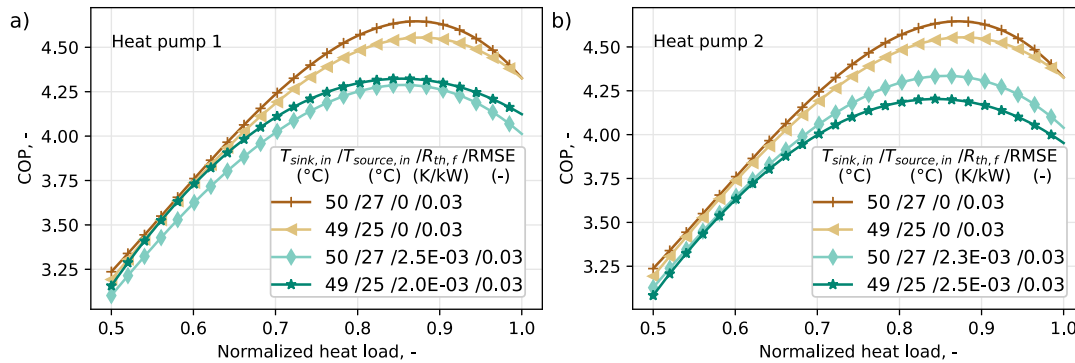 a)
Heat pump 1
COP, -
4.50
4.25
4.00
3.75
3.50
3.25
T_sink, in /T_source, in /R_th, f /RMSE
(°C) (°C) (K/kW) (-)
50 /27 /0 /0.03
49 /25 /0 /0.03
50 /27 /2.5E-03 /0.03
49 /25 /2.0E-03 /0.03
0.5 0.6 0.7 0.8 0.9 1.0
Normalized heat load, -
b)
Heat pump 2
COP, -
4.50
4.25
4.00
3.75
3.50
3.25
T_sink, in /T_source, in /R_th, f /RMSE
(°C) (°C) (K/kW) (-)
50 /27 /0 /0.03
49 /25 /0 /0.03
50 /27 /2.3E-03 /0.03
49 /25 /2.5E-03 /0.03
0.5 0.6 0.7 0.8 0.9 1.0
Normalized heat load, -